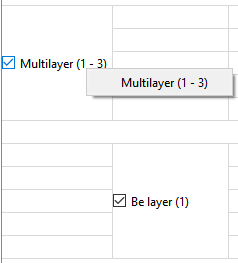 Multilayer (1 - 3)
Multilayer (1 - 3)
Be layer (1)